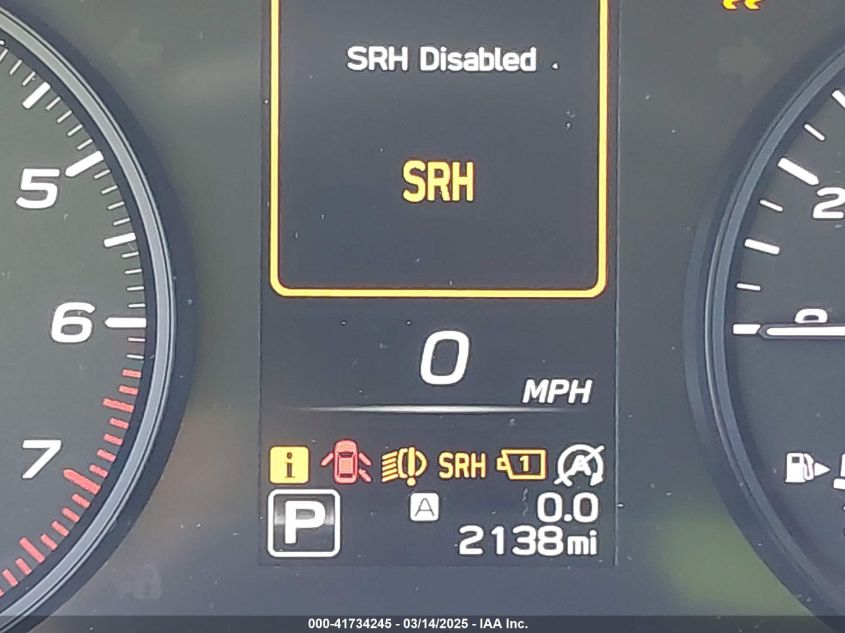 SRH Disabled
SRH
5
6
7
2
0
0
MPH
i
SRH
1
A
P
A
0.0
2138mi
000-41734245 - 03/14/2025 - IAA Inc.